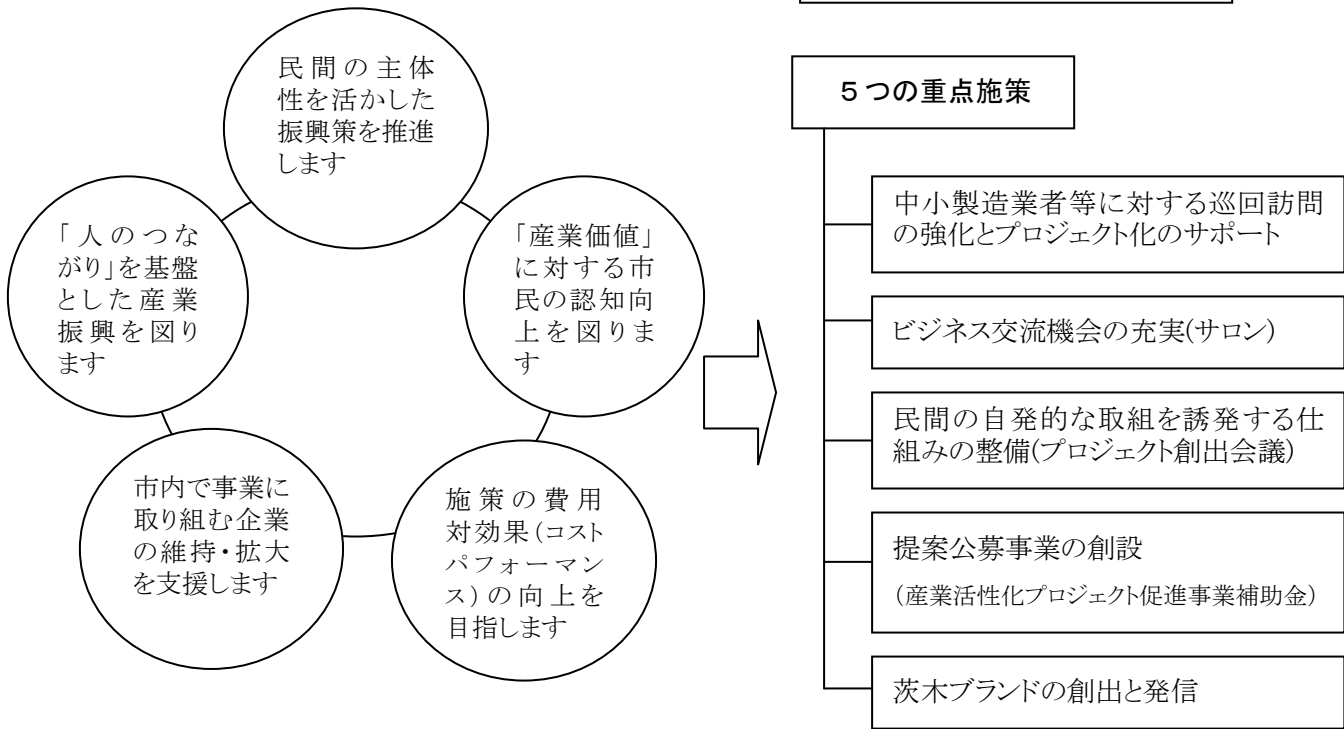 民間の主体
性を活かした
振興策を推進
します
「人のつな
がり」を基盤
とした産業
振興を図り
ます
「産業価値」
に対する市
民の認知向
上を図りま
す
市内で事業に
取り組む企業
の維持・拡大
を支援します
施策の費用
対効果(コスト
パフォーマン
ス)の向上を
目指します
5つの重点施策
中小製造業者等に対する巡回訪問
の強化とプロジェクト化のサポート
ビジネス交流機会の充実(サロン)
民間の自発的な取組を誘発する仕
組みの整備(プロジェクト創出会議)
提案公募事業の創設
(産業活性化プロジェクト促進事業補助金)
茨木ブランドの創出と発信